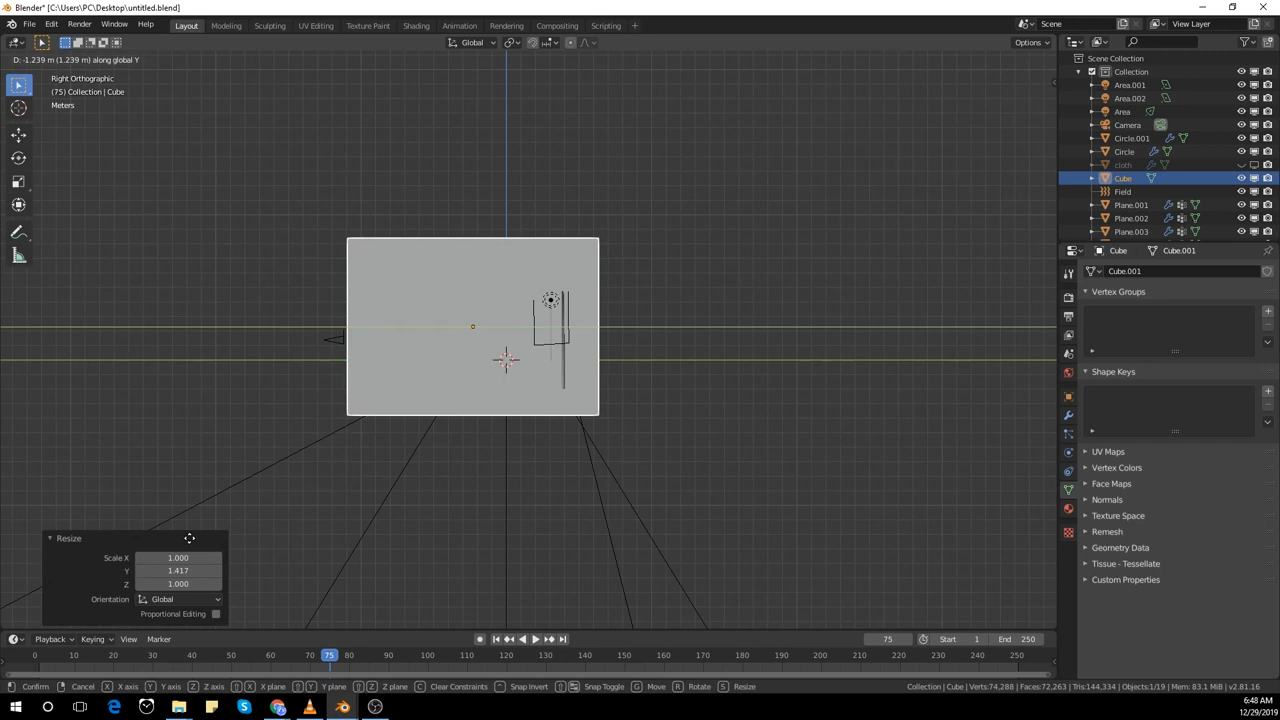 Blender* [C:\Users\PC\Desktop\untitled.blend]
File Edit Render Window Help Layout Modeling Sculpting UV Editing Texture Paint Shading Animation Rendering Compositing Scripting + Scene View Layer
Global Options
D: -1.239 m (1.239 m) along global Y
Right Orthographic
(75) Collection | Cube
Meters
Scene Collection
Collection
Area.001
Area.002
Area
Camera
Circle.001
Circle
cloth
Cube
Field
Plane.001
Plane.002
Plane.003
Cube Cube.001
Cube.001
Vertex Groups
Shape Keys
UV Maps
Vertex Colors
Face Maps
Normals
Texture Space
Remesh
Geometry Data
Tissue - Tessellate
Custom Properties
Resize
Scale X 1.000
Y 1.417
Z 1.000
Orientation Global
Proportional Editing
Playback Keying View Marker 75 Start 1 End 250
0 10 20 30 40 50 60 70 75 80 90 100 110 120 130 140 150 160 170 180 190 200 210 220 230 240 250
Confirm Cancel X X axis Y Y axis Z Z axis X X plane Y Y plane Z Z plane C Clear Constraints Snap Invert Snap Toggle G Move R Rotate S Resize Collection | Cube | Verts:74,288 | Faces:72,263 | Tris:144,334 | Objects:1/19 | Mem: 83.1 MiB | v2.81.16
6:48 AM
12/29/2019